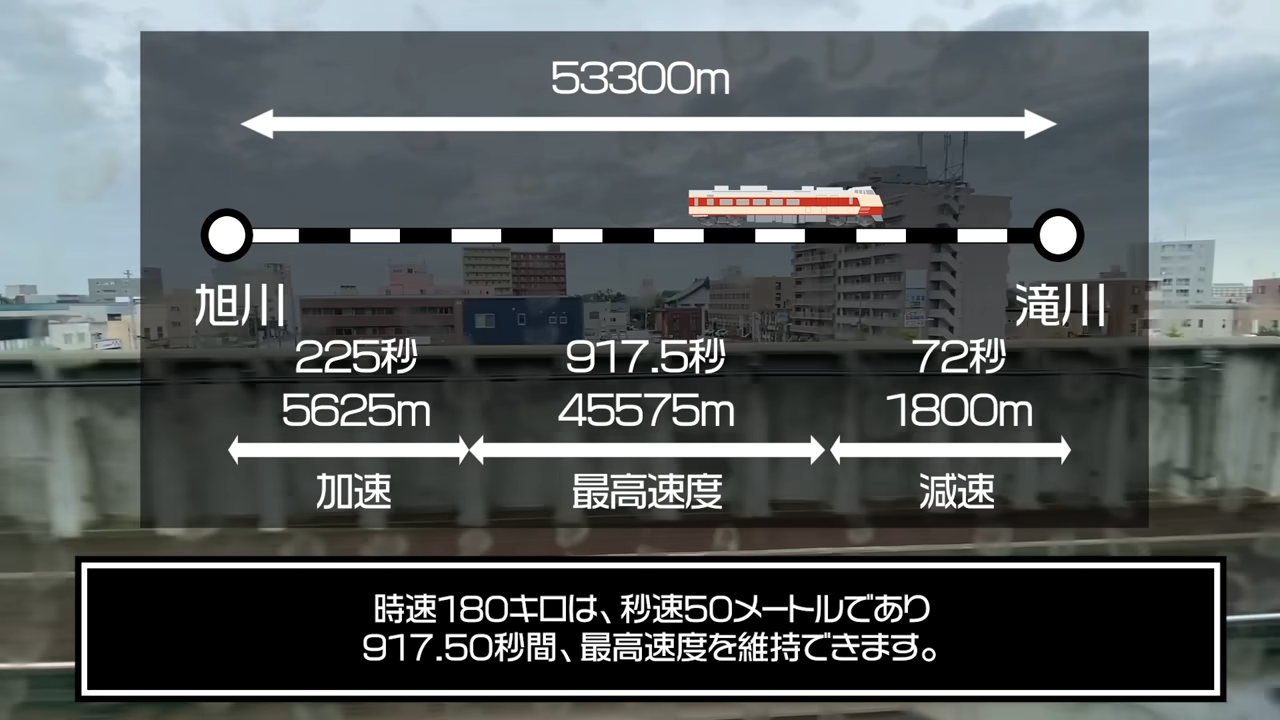 53300m
旭川
滝川
225秒
917.5秒
72秒
5625m
45575m
1800m
加速
最高速度
減速
時速180キロは、秒速50メートルであり
917.50秒間、最高速度を維持できます。